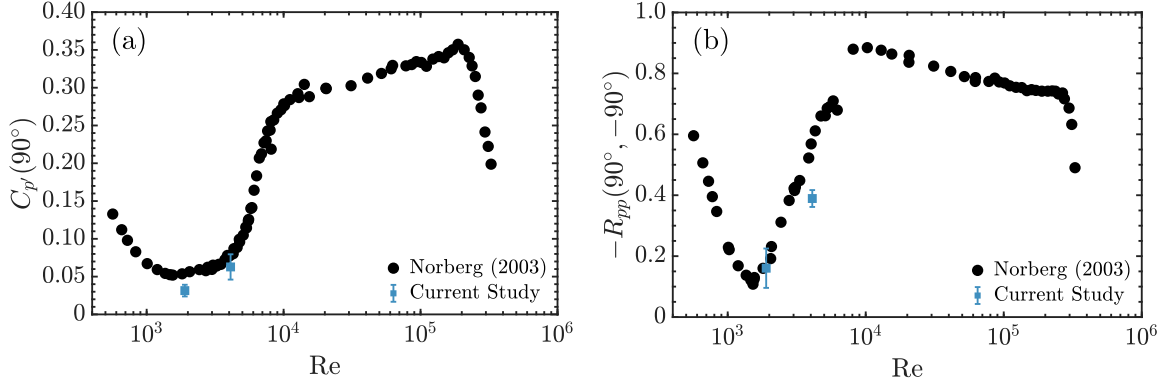 (a)
C_{p'}(90°)
0.40
0.35
0.30
0.25
0.20
0.15
0.10
0.05
0
Norberg (2003)
Current Study
10^3
10^4
10^5
10^6
Re
(b)
−R_{pp}(90°, −90°)
1.0
0.8
0.6
0.4
0.2
0
Norberg (2003)
Current Study
10^3
10^4
10^5
10^6
Re